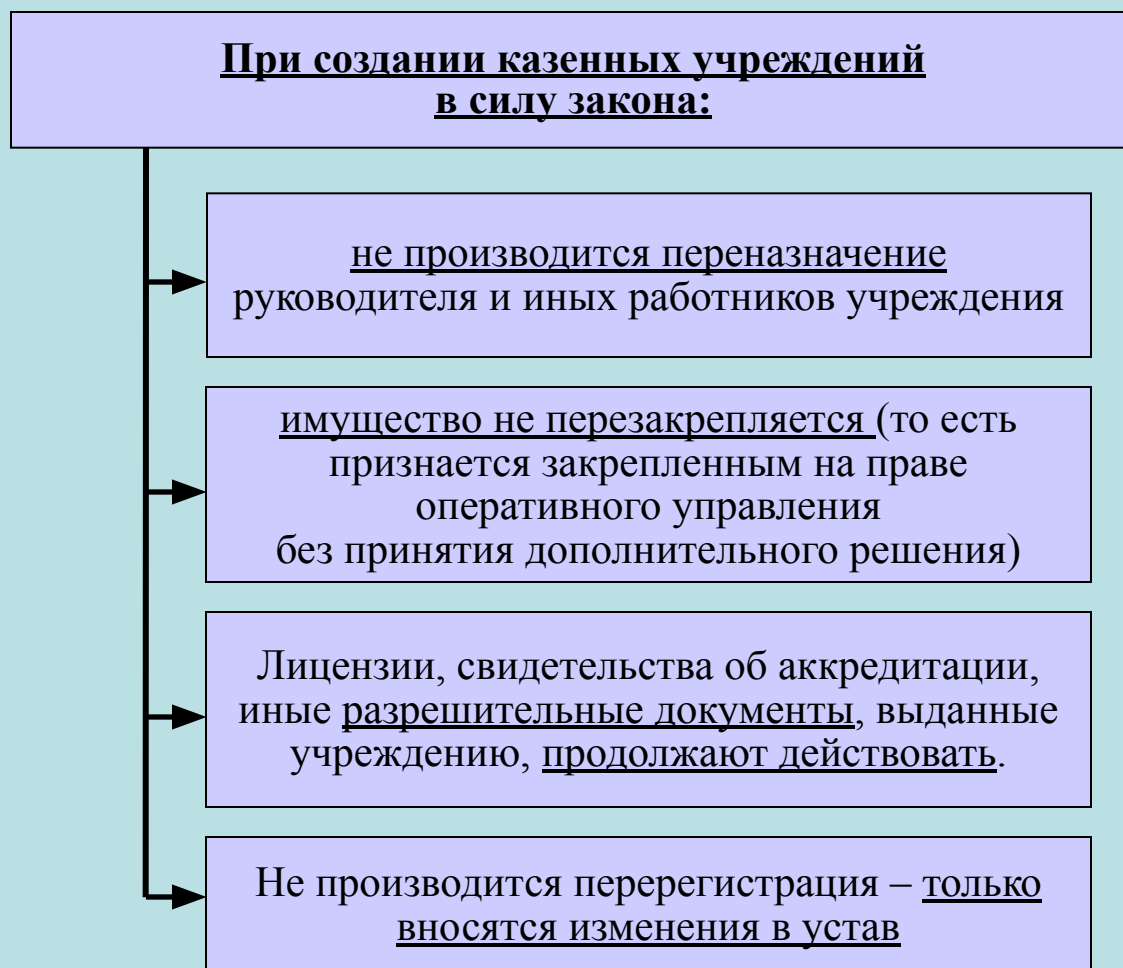 При создании казенных учреждений
в силу закона:
не производится переназначение
руководителя и иных работников учреждения
имущество не перезакрепляется (то есть
признается закрепленным на праве
оперативного управления
без принятия дополнительного решения)
Лицензии, свидетельства об аккредитации,
иные разрешительные документы, выданные
учреждению, продолжают действовать.
Не производится перерегистрация – только
вносятся изменения в устав